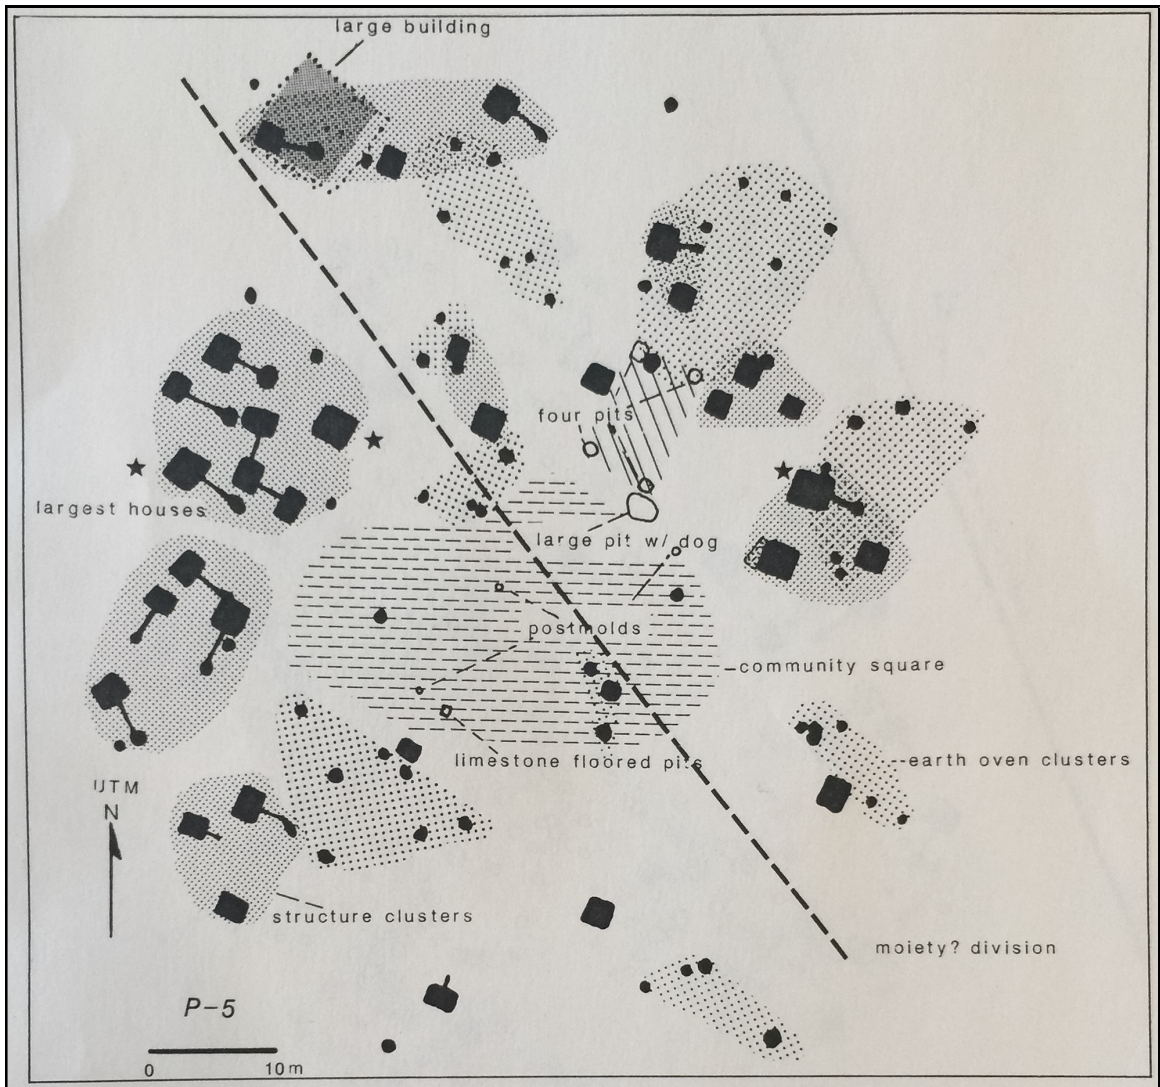 large building
four pits
largest houses
large pit w/ dog
postmolds
community square
limestone floored pits
earth oven clusters
UTM
N
structure clusters
moiety? division
P-5
0 10m